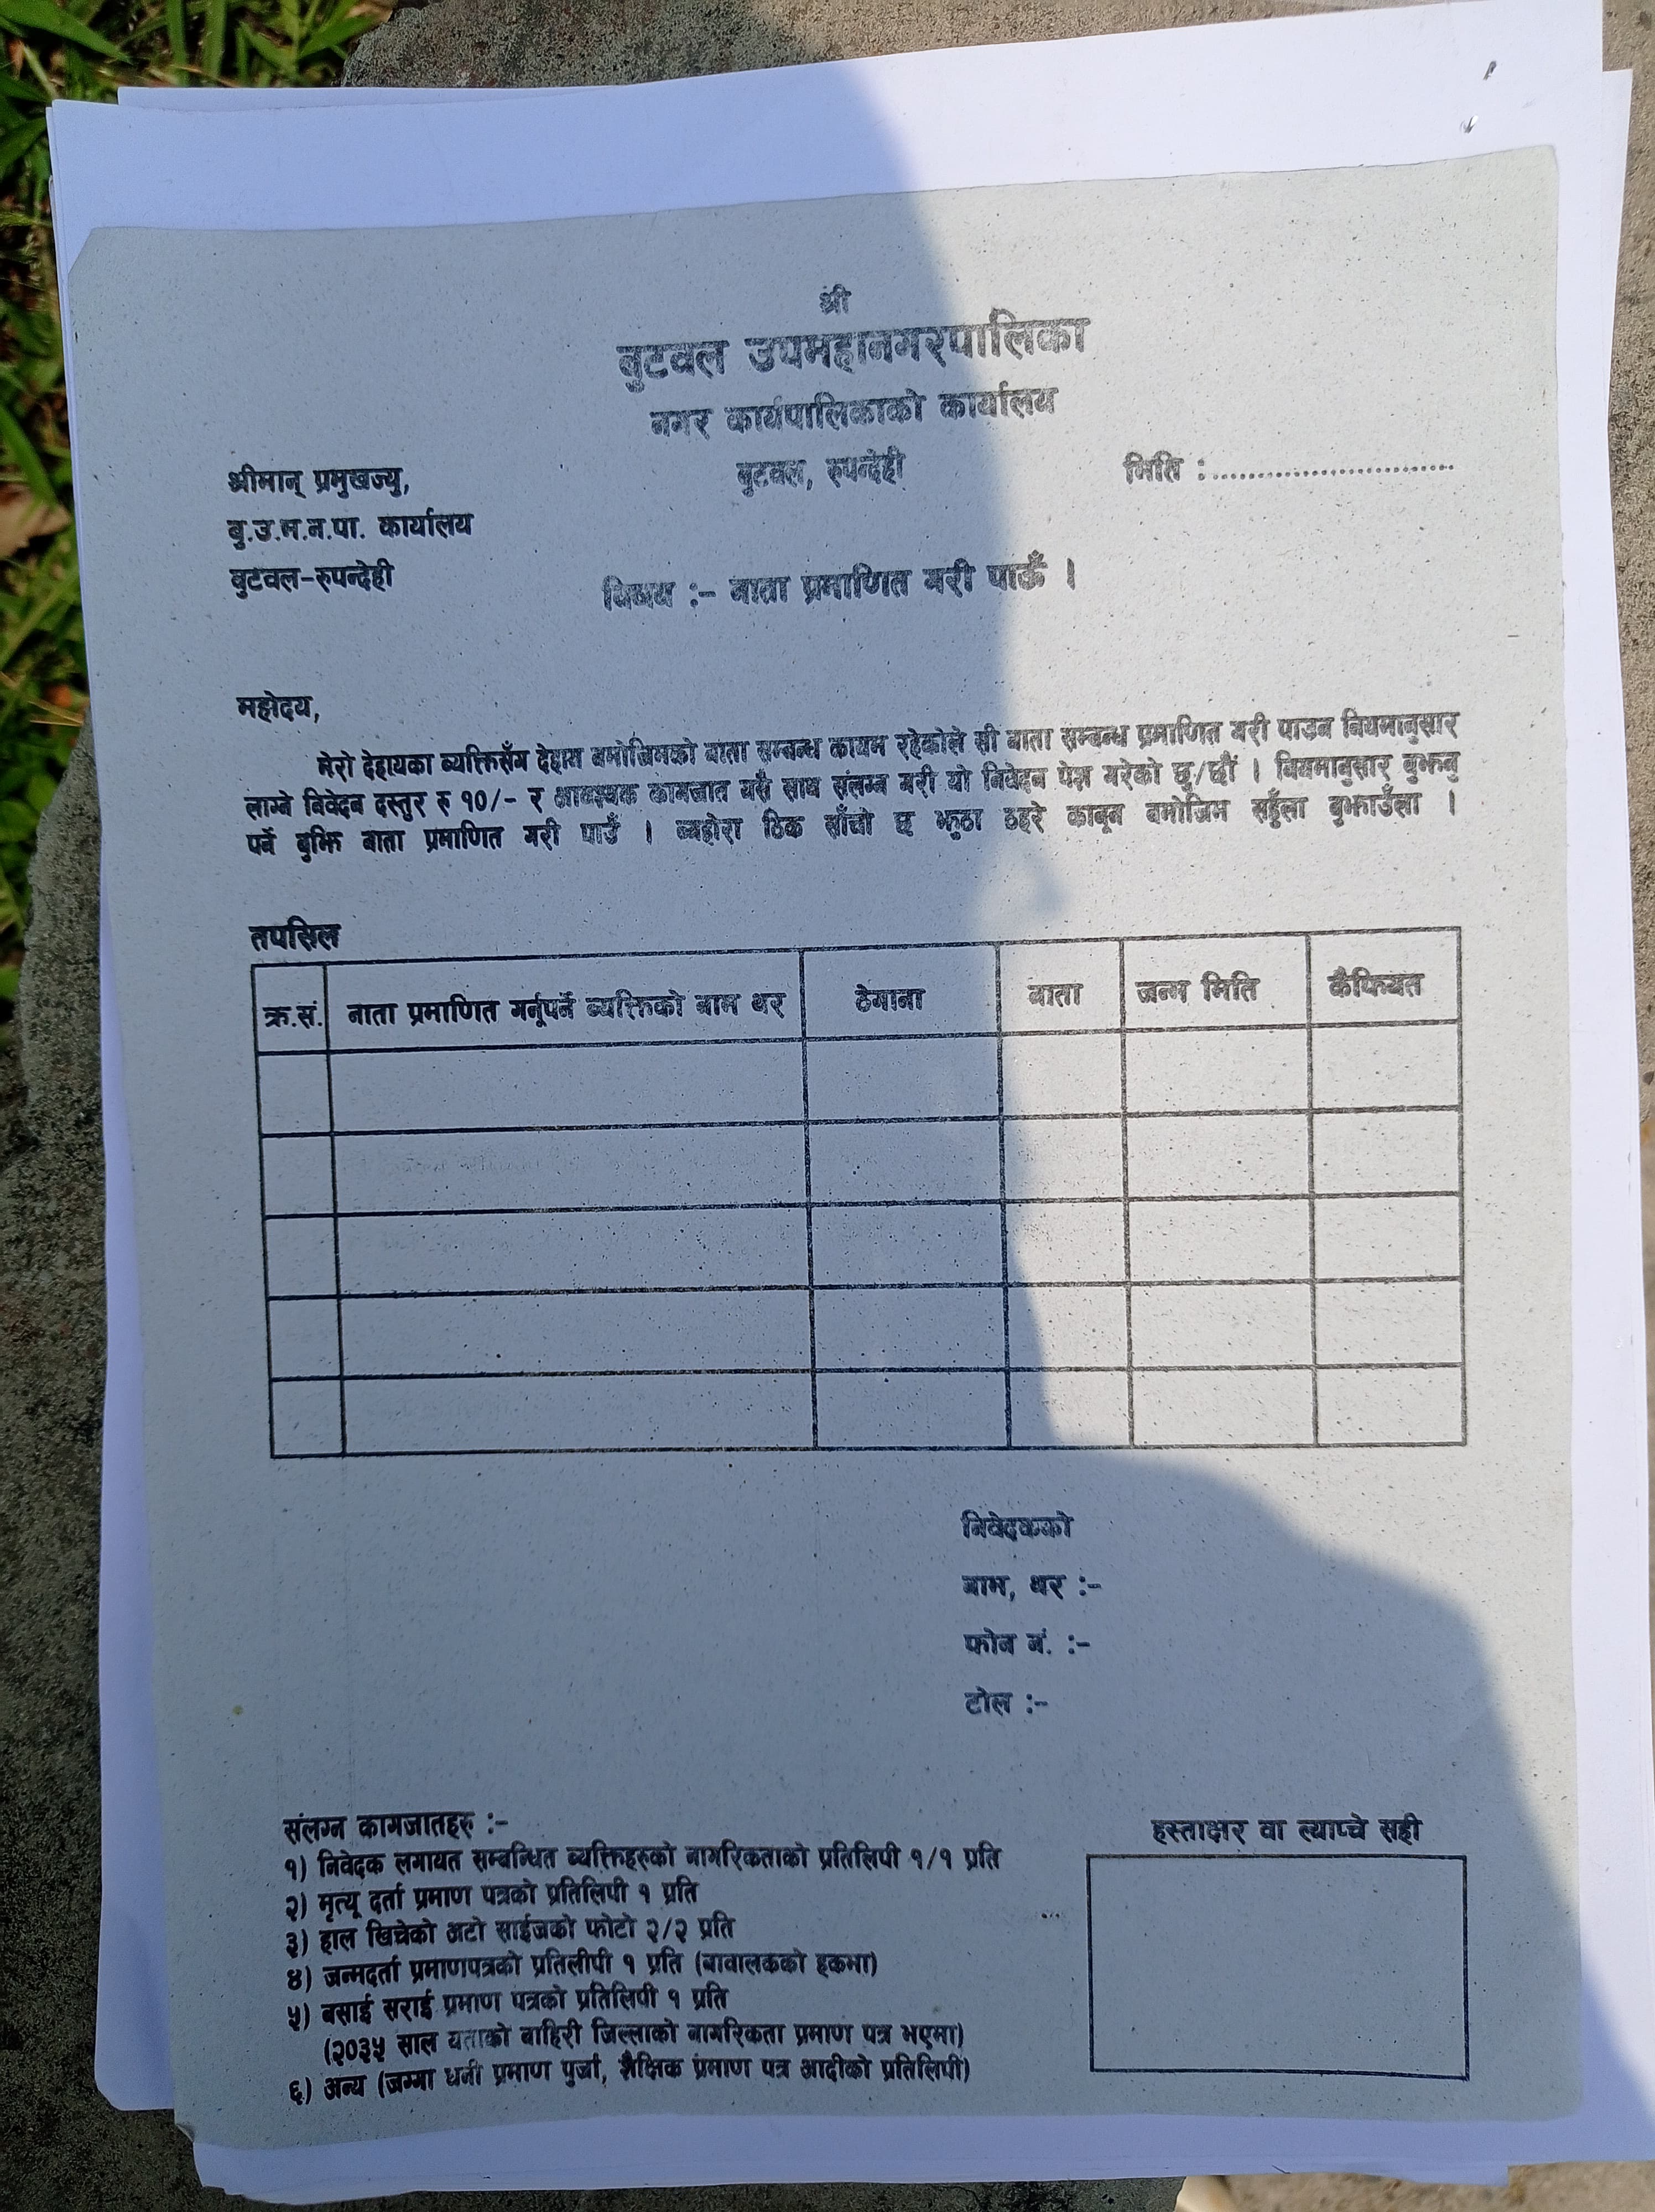 श्री
बुटवल उपमहानगरपालिका
नगर कार्यपालिकाको कार्यालय
बुटवल, रुपन्देही
मिति :............................
श्रीमान् प्रमुखज्यु,
बु.उ.म.न.पा. कार्यालय
बुटवल-रुपन्देही
विषय :- नाता प्रमाणित गरी पाऊँ ।
महोदय,
मेरो देहायका व्यक्तिसँग देहाय बमोजिमको नाता सम्बन्ध कायम रहेकोले सो नाता सम्बन्ध प्रमाणित गरी पाउन नियमानुसार
लाग्ने निवेदन दस्तुर रु १०/- र आवश्यक कागजात यसै साथ संलग्न गरी यो निवेदन पेश गरेको छु/छौं । नियमानुसार बुझ्नु
पर्ने बुझि नाता प्रमाणित गरी पाउँ । व्यहोरा ठिक साँचो छ झुठा ठहरे कानून बमोजिम सहुँला बुझाउँला ।
तपसिल
क्र.सं. नाता प्रमाणित गर्नुपर्ने व्यक्तिको नाम थर ठेगाना नाता जन्म मिति कैफियत
निवेदकको
नाम, थर :-
फोन नं. :-
टोल :-
संलग्न कागजातहरु :-
१) निवेदक लगायत सम्बन्धित व्यक्तिहरुको नागरिकताको प्रतिलिपी १/१ प्रति
२) मृत्यू दर्ता प्रमाण पत्रको प्रतिलिपी १ प्रति
३) हाल खिचेको अटो साईजको फोटो २/२ प्रति
४) जन्मदर्ता प्रमाणपत्रको प्रतिलीपी १ प्रति (नावालकको हकमा)
५) बसाई सराई प्रमाण पत्रको प्रतिलिपी १ प्रति
(२०३५ साल यताको बाहिरी जिल्लाको नागरिकता प्रमाण पत्र भएमा)
६) अन्य (जग्गा धनी प्रमाण पुर्जा, शैक्षिक प्रमाण पत्र आदीको प्रतिलिपी)
हस्ताक्षर वा ल्याप्चे सही